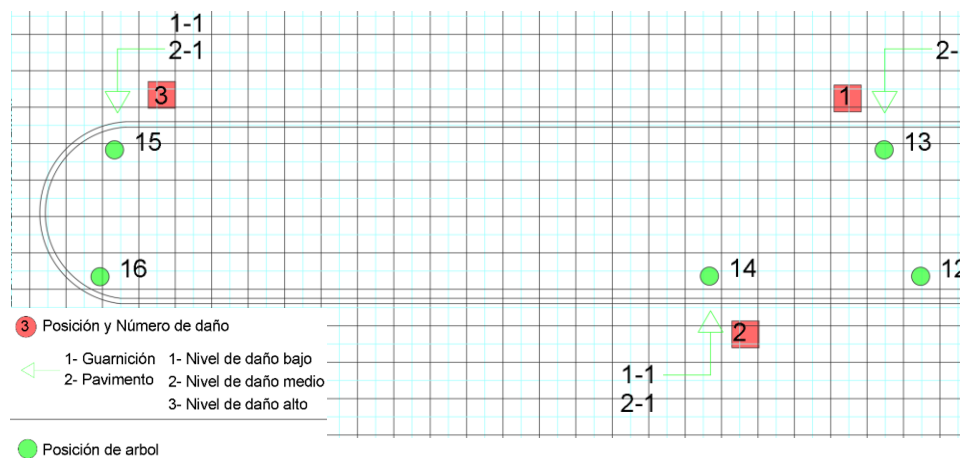 1-1
2-1
2-
3
1
15
13
16
14
12
3 Posición y Número de daño
2
1- Guarnición 1- Nivel de daño bajo
2- Pavimento 2- Nivel de daño medio
3- Nivel de daño alto
1-1
2-1
Posición de arbol